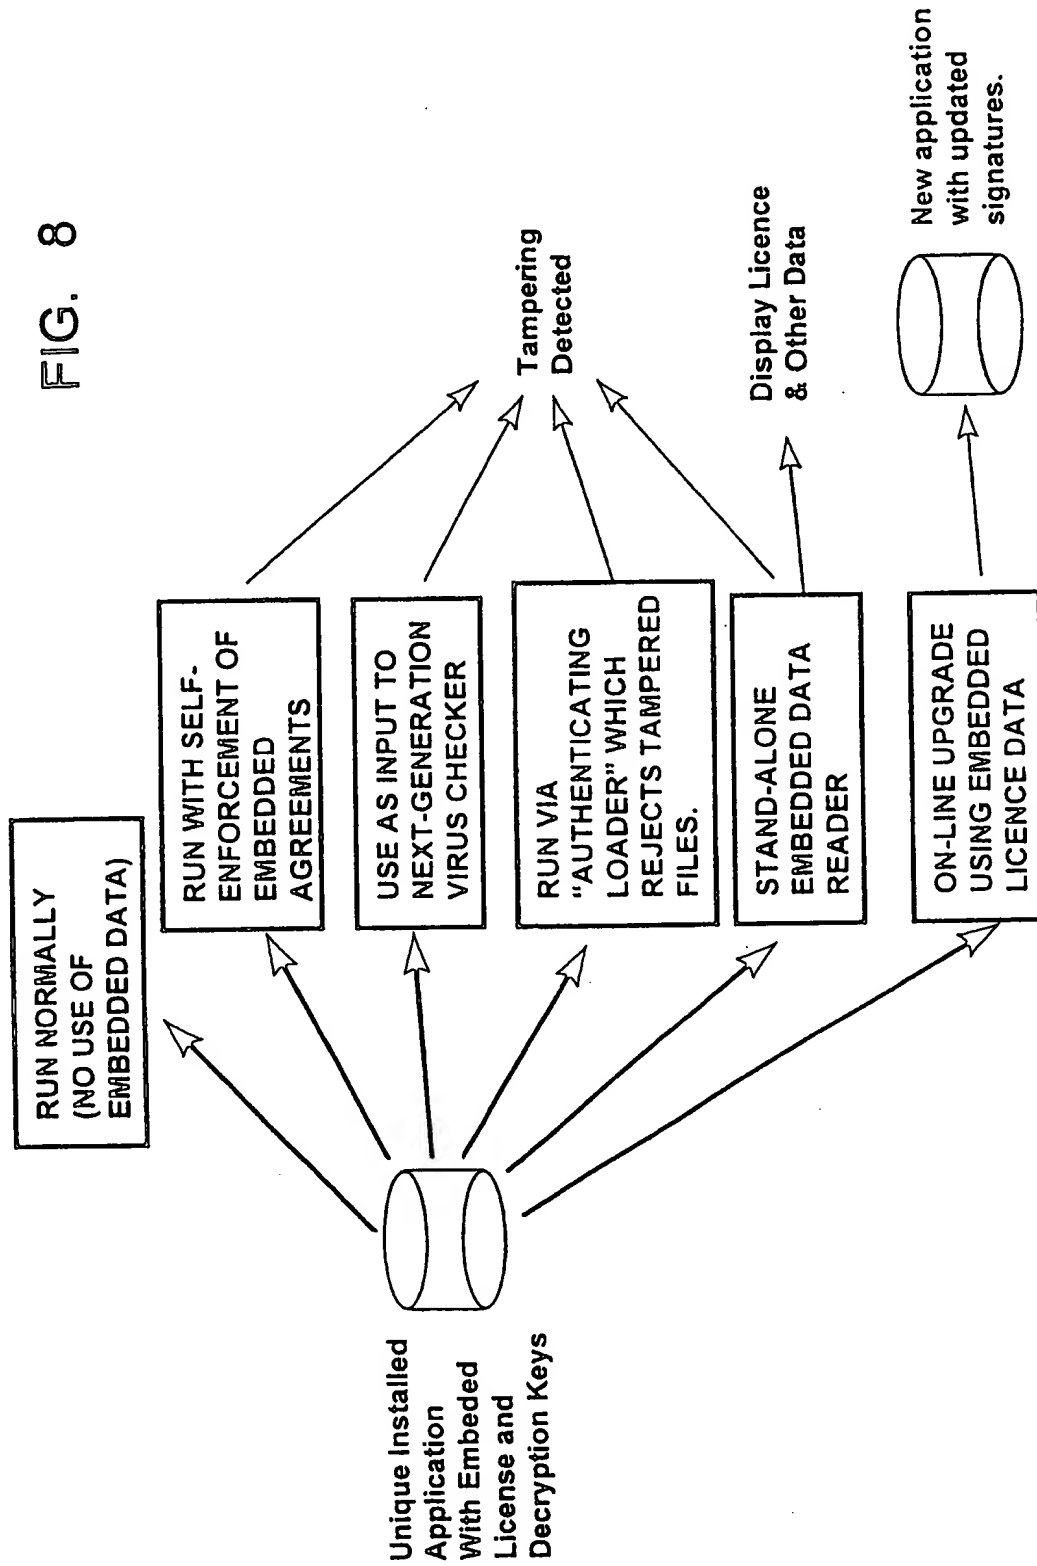 FIG. 8
Unique Installed
Application
With Embeded
License and
Decryption Keys
RUN NORMALLY
(NO USE OF
EMBEDDED DATA)
RUN WITH SELF-
ENFORCEMENT OF
EMBEDDED
AGREEMENTS
USE AS INPUT TO
NEXT-GENERATION
VIRUS CHECKER
RUN VIA
"AUTHENTICATING
LOADER" WHICH
REJECTS TAMPERED
FILES.
STAND-ALONE
EMBEDDED DATA
READER
ON-LINE UPGRADE
USING EMBEDDED
LICENCE DATA
Tampering
Detected
Display Licence
& Other Data
New application
with updated
signatures.